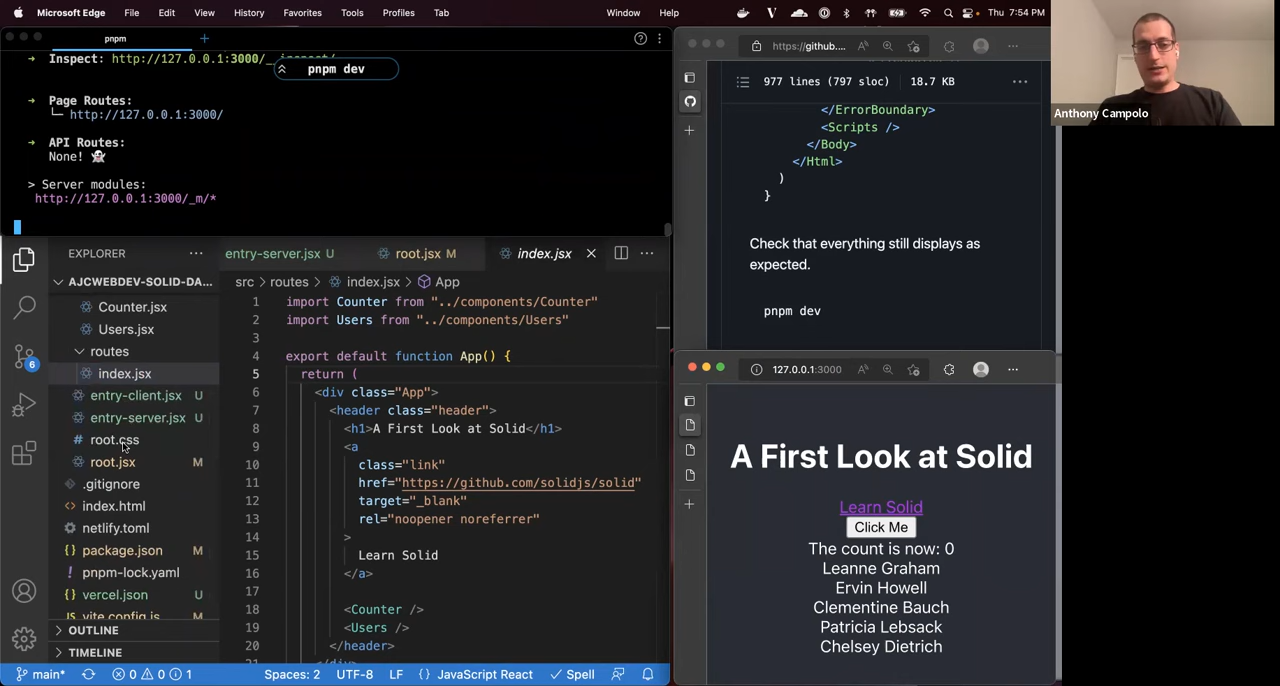 Microsoft Edge File Edit View History Favorites Tools Profiles Tab Window Help Thu 7:54 PM
pnpm
➜ Inspect: http://127.0.0.1:3000/_inspect/
pnpm dev
➜ Page Routes:
└─ http://127.0.0.1:3000/
➜ API Routes:
None! 👻
> Server modules:
http://127.0.0.1:3000/_m/*
https://github....
977 lines (797 sloc) 18.7 KB
</ErrorBoundary>
<Scripts />
</Body>
</Html>
)
}
Check that everything still displays as
expected.
pnpm dev
Anthony Campolo
EXPLORER
AJCWEBDEV-SOLID-DA...
Counter.jsx
Users.jsx
routes
index.jsx
entry-client.jsx U
entry-server.jsx U
root.css
root.jsx M
.gitignore
index.html
netlify.toml
package.json M
pnpm-lock.yaml
vercel.json U
vite.config.js M
OUTLINE
TIMELINE
6
entry-server.jsx U root.jsx M index.jsx
src > routes > index.jsx > App
1 import Counter from "../components/Counter"
2 import Users from "../components/Users"
3
4 export default function App() {
5 return (
6 <div class="App">
7 <header class="header">
8 <h1>A First Look at Solid</h1>
9 <a
10 class="link"
11 href="https://github.com/solidjs/solid"
12 target="_blank"
13 rel="noopener noreferrer"
14 >
15 Learn Solid
16 </a>
17
18 <Counter />
19 <Users />
20 </header>
21 </div>
main* 0 0 1 Spaces: 2 UTF-8 LF {} JavaScript React Spell
127.0.0.1:3000
A First Look at Solid
Learn Solid
Click Me
The count is now: 0
Leanne Graham
Ervin Howell
Clementine Bauch
Patricia Lebsack
Chelsey Dietrich